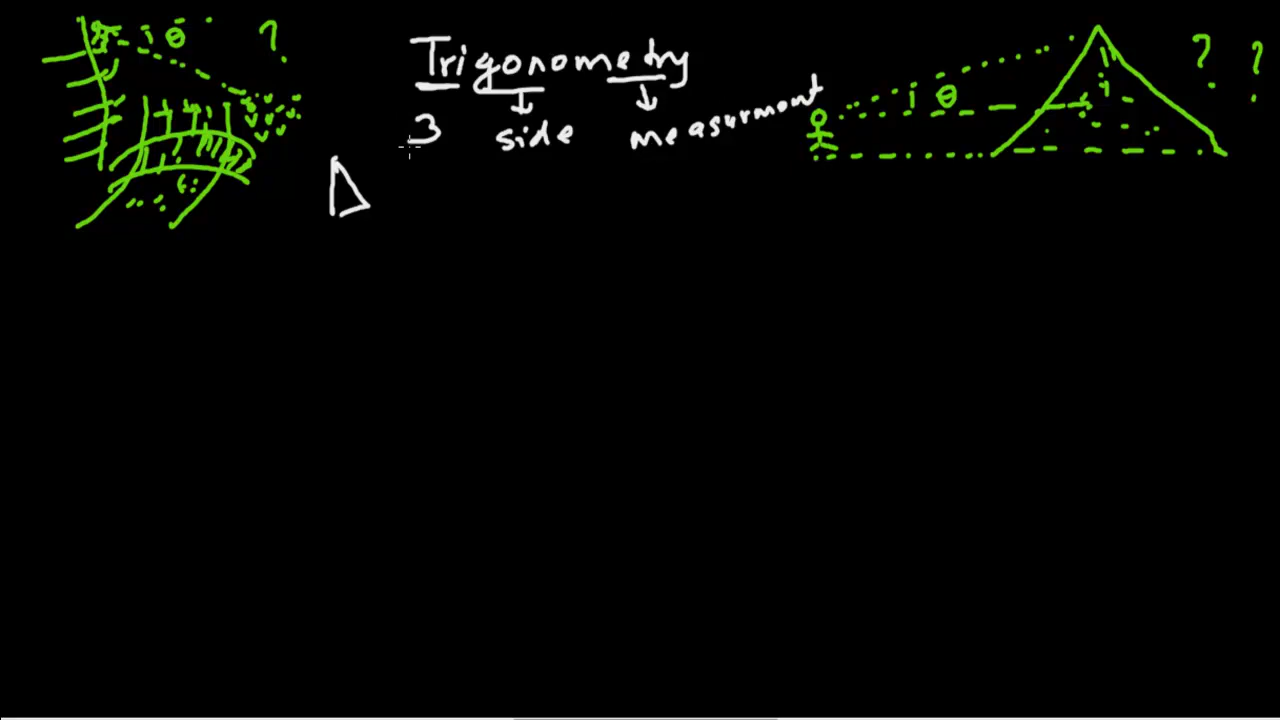 θ ?
Trigonometry
3 side measurment
θ ? ?